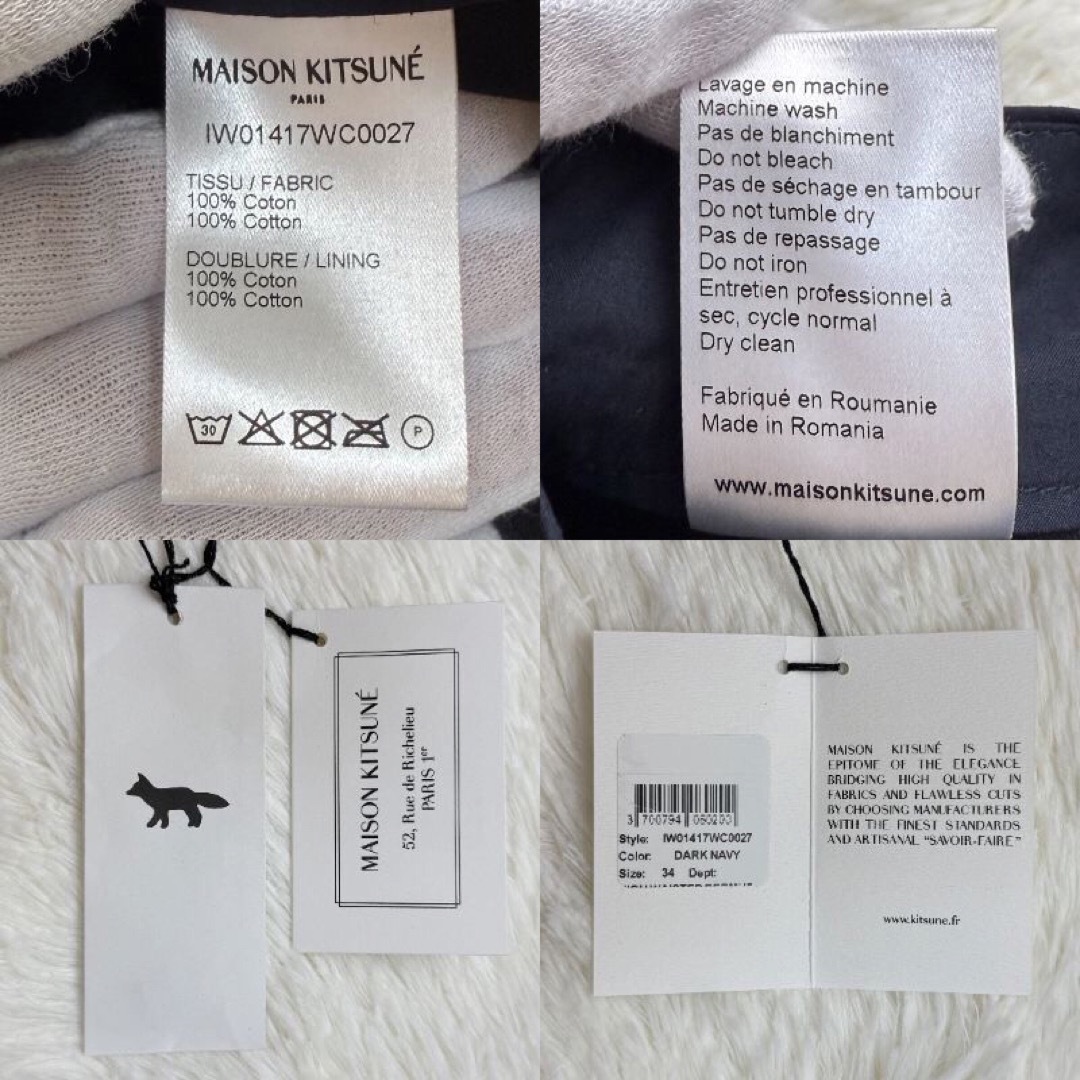 MAISON KITSUNÉ
PARIS
IW01417WC0027
TISSU / FABRIC
100% Coton
100% Cotton
DOUBLURE / LINING
100% Coton
100% Cotton
30
P
Lavage en machine
Machine wash
Pas de blanchiment
Do not bleach
Pas de séchage en tambour
Do not tumble dry
Pas de repassage
Do not iron
Entretien professionnel à
sec, cycle normal
Dry clean
Fabriqué en Roumanie
Made in Romania
www.maisonkitsune.com
MAISON KITSUNÉ
52, Rue de Richelieu
PARIS 1er
Style: IW01417WC0027
Color: DARK NAVY
Size: 34 Dept:
MAISON KITSUNÉ IS THE
EPITOME OF THE ELEGANCE
BRIDGING HIGH QUALITY IN
FABRICS AND FLAWLESS CUTS
BY CHOOSING MANUFACTURERS
WITH THE FINEST STANDARDS
AND ARTISANAL "SAVOIR-FAIRE"
www.kitsune.fr